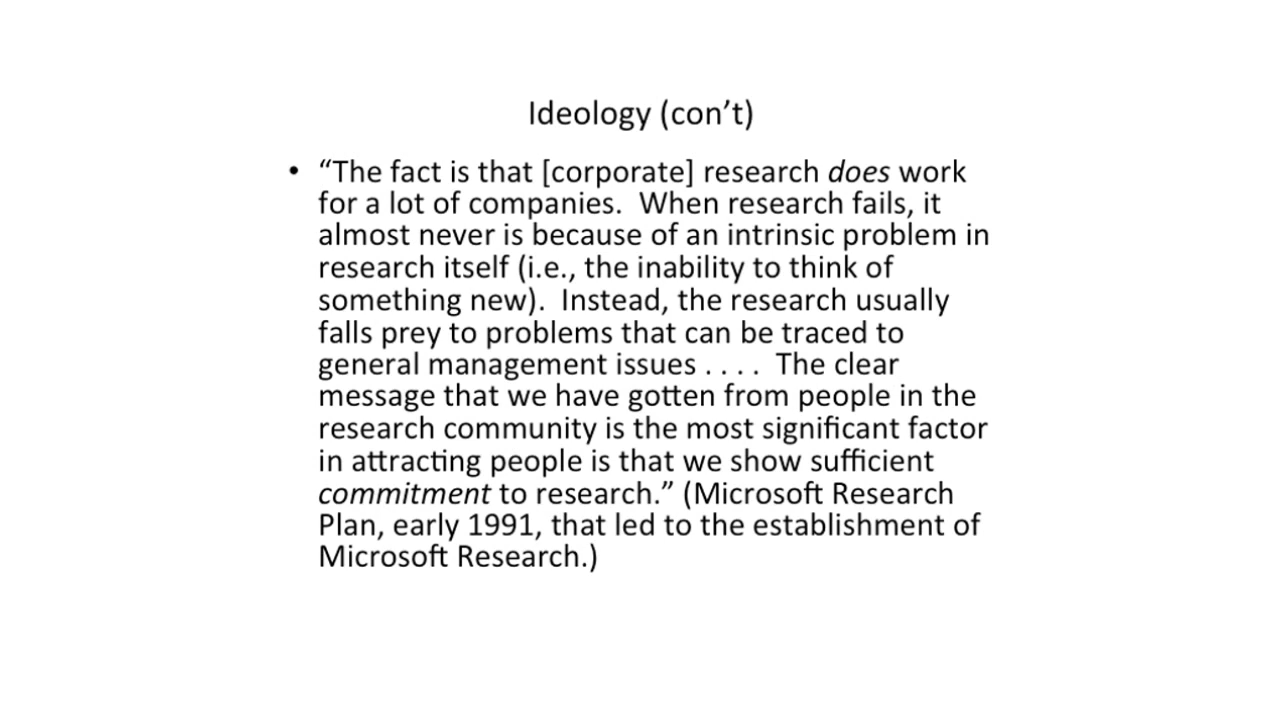 Ideology (con’t)
• “The fact is that [corporate] research does work
for a lot of companies.  When research fails, it
almost never is because of an intrinsic problem in
research itself (i.e., the inability to think of
something new).  Instead, the research usually
falls prey to problems that can be traced to
general management issues . . . .  The clear
message that we have gotten from people in the
research community is the most significant factor
in attracting people is that we show sufficient
commitment to research.” (Microsoft Research
Plan, early 1991, that led to the establishment of
Microsoft Research.)